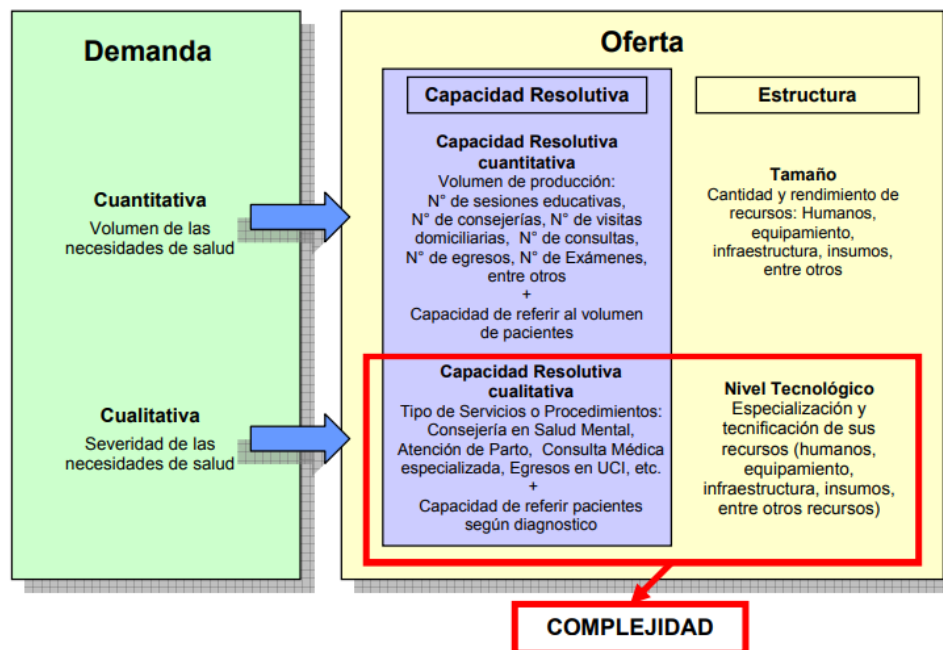 Demanda
Cuantitativa
Volumen de las
necesidades de salud
Cualitativa
Severidad de las
necesidades de salud
Oferta
Capacidad Resolutiva
Capacidad Resolutiva
cuantitativa
Volumen de producción:
N° de sesiones educativas,
N° de consejerías, N° de visitas
domiciliarias, N° de consultas,
N° de egresos, N° de Exámenes,
entre otros
+
Capacidad de referir al volumen
de pacientes
Capacidad Resolutiva
cualitativa
Tipo de Servicios o Procedimientos:
Consejería en Salud Mental,
Atención de Parto, Consulta Médica
especializada, Egresos en UCI, etc.
+
Capacidad de referir pacientes
según diagnostico
Estructura
Tamaño
Cantidad y rendimiento de
recursos: Humanos,
equipamiento,
infraestructura, insumos,
entre otros
Nivel Tecnológico
Especialización y
tecnificación de sus
recursos (humanos,
equipamiento,
infraestructura, insumos,
entre otros recursos)
COMPLEJIDAD